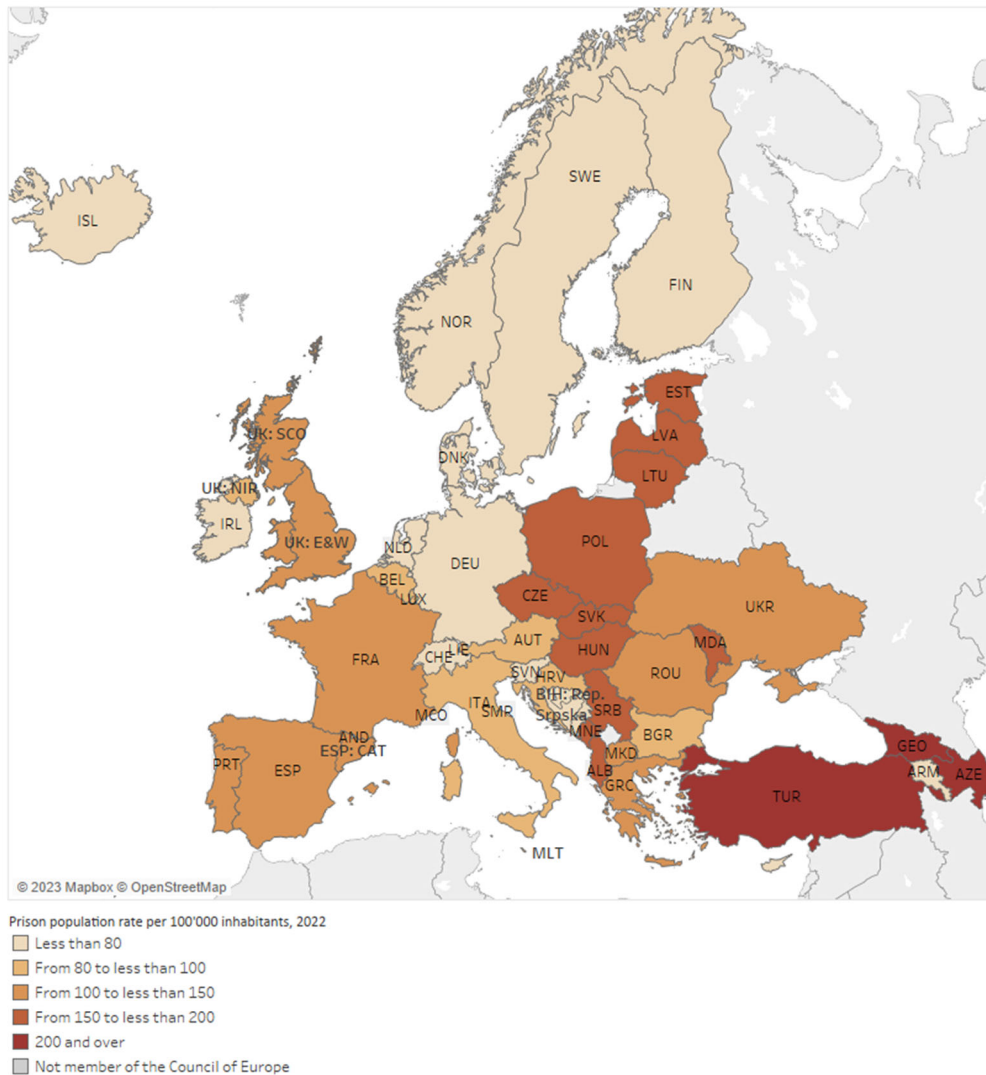 ISL
SWE
FIN
NOR
EST
UK: SCO
LVA
DNK
LTU
UK: NIR
IRL
POL
UK: E&W
NLD
DEU
BEL
CZE
LUX
UKR
SVK
AUT
MDA
HUN
FRA
CHE
LIE
ROU
SVN
HRV
BIH: Rep.
Srpska
ITA
SRB
MCO
SMR
MNE
BGR
AND
MKD
GEO
ESP: CAT
PRT
ESP
ALB
ARM
AZE
GRC
TUR
MLT
© 2023 Mapbox © OpenStreetMap
Prison population rate per 100'000 inhabitants, 2022
Less than 80
From 80 to less than 100
From 100 to less than 150
From 150 to less than 200
200 and over
Not member of the Council of Europe